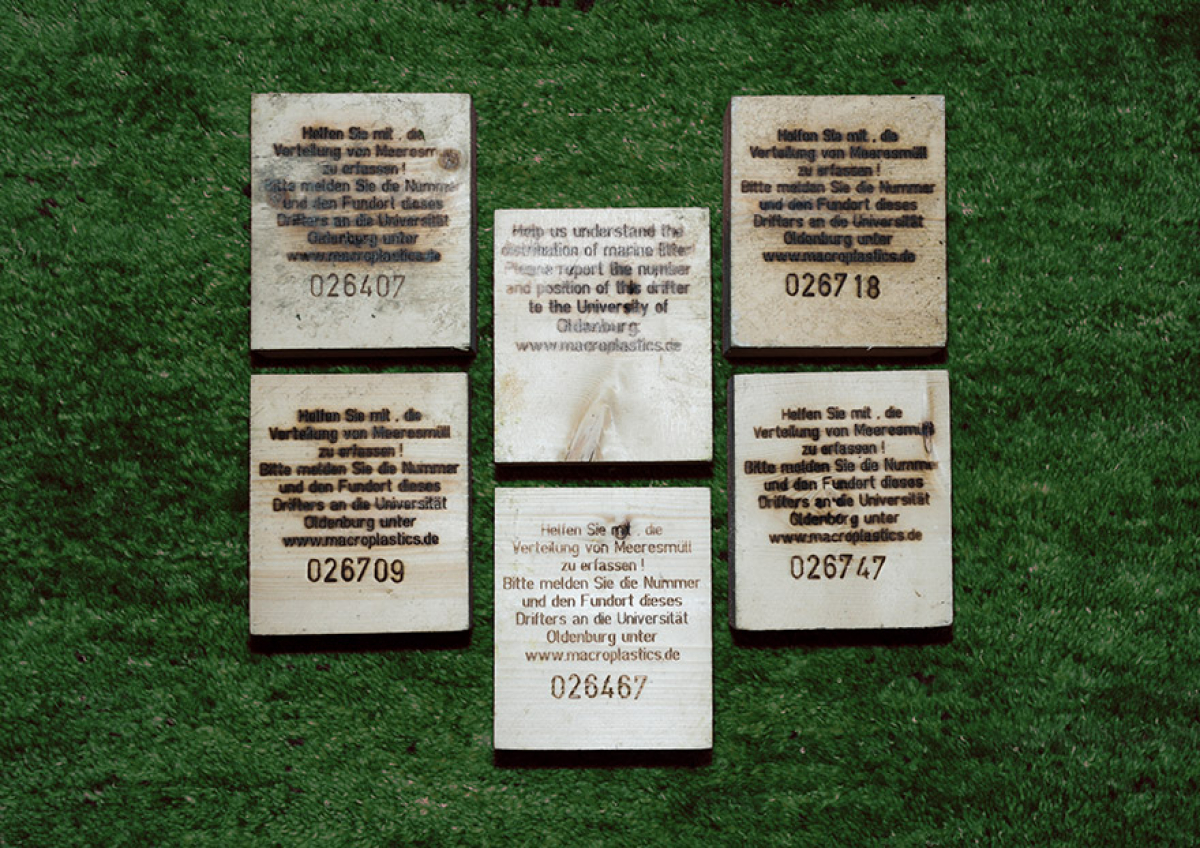 Helfen Sie mit , die
Verteilung von Meeresm
zu erfassen !
Bitte melden Sie die Nummer
und den Fundort dieses
Drifters an die Universität
Oldenburg unter
www.macroplastics.de
026407
Help us understand the
distribution of marine litter!
Please report the number
and position of this drifter
to the University of
Oldenburg:
www.macroplastics.de
Helfen Sie mit , die
Verteilung von Meeresmüll
zu erfassen !
Bitte melden Sie die Nummer
und den Fundort dieses
Drifters an die Universität
Oldenburg unter
www.macroplastics.de
026718
Helfen Sie mit , die
Verteilung von Meeresmüll
zu erfassen !
Bitte melden Sie die Nummer
und den Fundort dieses
Drifters an die Universität
Oldenburg unter
www.macroplastics.de
026709
Helfen Sie mit , die
Verteilung von Meeresmüll
zu erfassen !
Bitte melden Sie die Nummer
und den Fundort dieses
Drifters an die Universität
Oldenburg unter
www.macroplastics.de
026467
Helfen Sie mit , die
Verteilung von Meeresmüll
zu erfassen !
Bitte melden Sie die Nummer
und den Fundort dieses
Drifters an die Universität
Oldenburg unter
www.macroplastics.de
026747